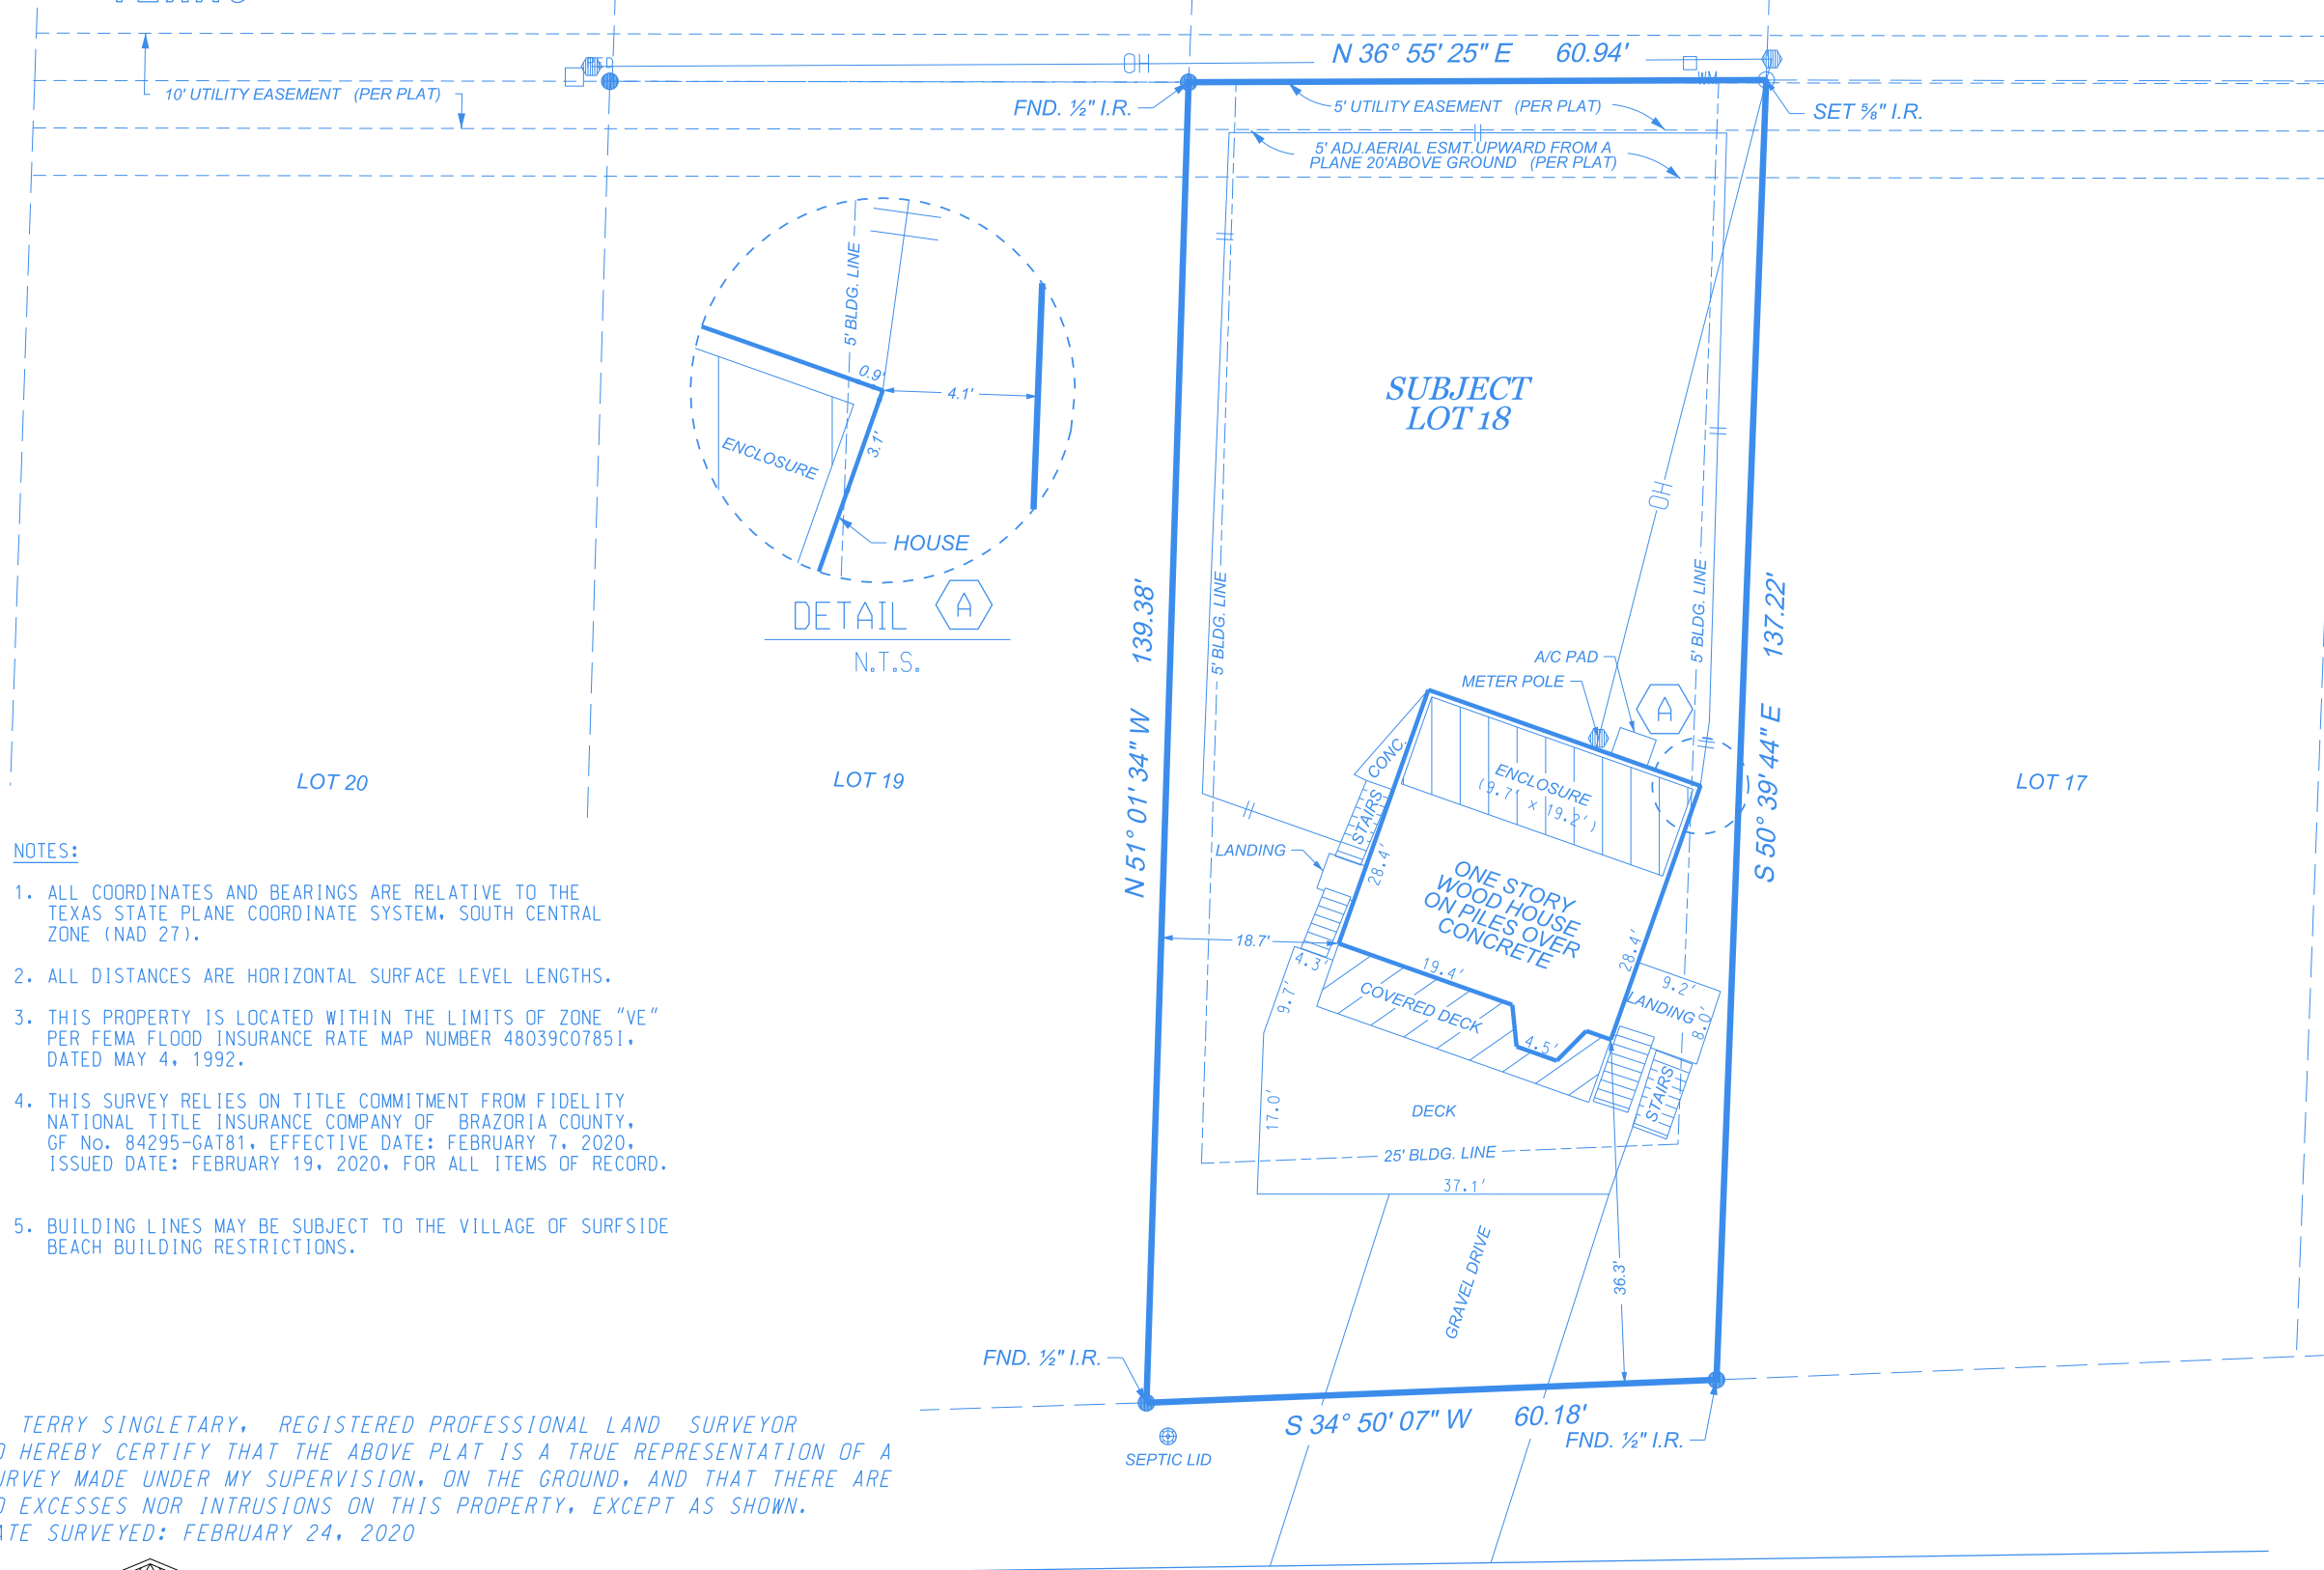 N 36° 55' 25" E 60.94'
OH
10' UTILITY EASEMENT (PER PLAT)
FND. ½" I.R.
5' UTILITY EASEMENT (PER PLAT)
SET ⅝" I.R.
WM
5' ADJ.AERIAL ESMT.UPWARD FROM A
PLANE 20'ABOVE GROUND (PER PLAT)
5' BLDG. LINE
0.9'
4.1'
3.1'
ENCLOSURE
HOUSE
DETAIL A
N.T.S.
SUBJECT
LOT 18
OH
N 51° 01' 34" W 139.38'
5' BLDG. LINE
5' BLDG. LINE
S 50° 39' 44" E 137.22'
A/C PAD
METER POLE
A
CONC.
STAIRS
ENCLOSURE
(9.7' x 19.2')
LOT 20
LOT 19
LOT 17
LANDING
28.4'
ONE STORY
WOOD HOUSE
ON PILES OVER
CONCRETE
28.4'
18.7'
4.3'
19.4'
9.7'
COVERED DECK
4.5'
9.2'
LANDING
8.0'
STAIRS
17.0'
DECK
25' BLDG. LINE
37.1'
GRAVEL DRIVE
36.3'
NOTES:
1. ALL COORDINATES AND BEARINGS ARE RELATIVE TO THE
TEXAS STATE PLANE COORDINATE SYSTEM, SOUTH CENTRAL
ZONE (NAD 27).
2. ALL DISTANCES ARE HORIZONTAL SURFACE LEVEL LENGTHS.
3. THIS PROPERTY IS LOCATED WITHIN THE LIMITS OF ZONE "VE"
PER FEMA FLOOD INSURANCE RATE MAP NUMBER 48039C0785I,
DATED MAY 4, 1992.
4. THIS SURVEY RELIES ON TITLE COMMITMENT FROM FIDELITY
NATIONAL TITLE INSURANCE COMPANY OF BRAZORIA COUNTY,
GF No. 84295-GAT81, EFFECTIVE DATE: FEBRUARY 7, 2020,
ISSUED DATE: FEBRUARY 19, 2020, FOR ALL ITEMS OF RECORD.
5. BUILDING LINES MAY BE SUBJECT TO THE VILLAGE OF SURFSIDE
BEACH BUILDING RESTRICTIONS.
FND. ½" I.R.
S 34° 50' 07" W 60.18'
FND. ½" I.R.
SEPTIC LID
TERRY SINGLETARY, REGISTERED PROFESSIONAL LAND SURVEYOR
HEREBY CERTIFY THAT THE ABOVE PLAT IS A TRUE REPRESENTATION OF A
URVEY MADE UNDER MY SUPERVISION, ON THE GROUND, AND THAT THERE ARE
EXCESSES NOR INTRUSIONS ON THIS PROPERTY, EXCEPT AS SHOWN.
ATE SURVEYED: FEBRUARY 24, 2020